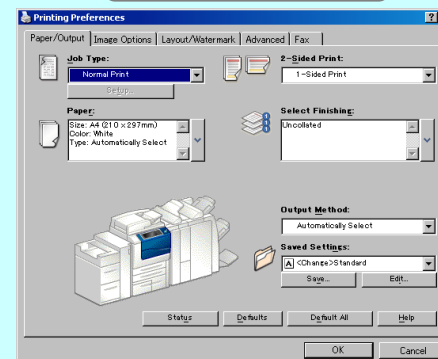 Printing Preferences
?
Paper/Output Image Options Layout/Watermark Advanced Fax
Job Type:
Normal Print
Setup...
2-Sided Print:
1-Sided Print
Paper:
Size: A4 (210 x 297mm)
Color: White
Type: Automatically Select
Select Finishing:
Uncollated
Output Method:
Automatically Select
Saved Settings:
A <Change>Standard
Save... Edit...
Status Defaults Default All Help
OK Cancel